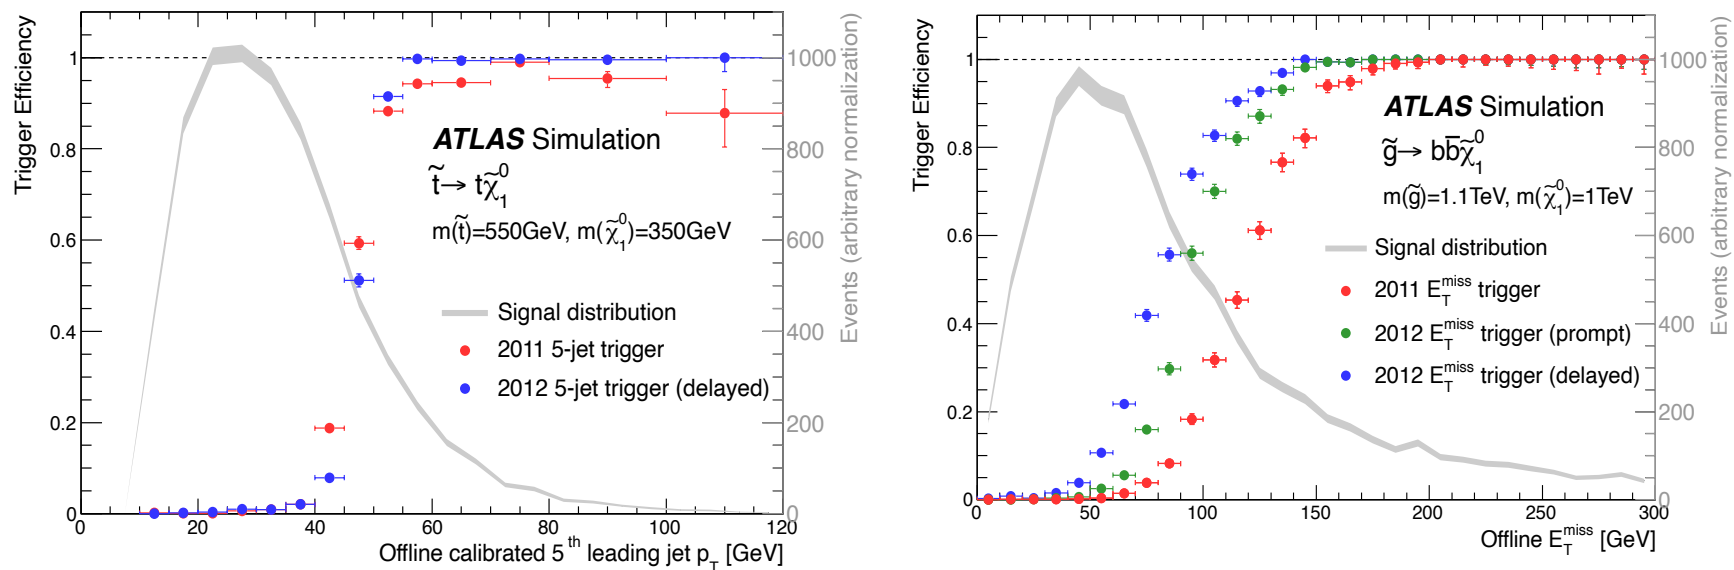 Trigger Efficiency
1
0.8
0.6
0.4
0.2
0
ATLAS Simulation
t̃→ tχ̃₁⁰
m(t̃)=550GeV, m(χ̃₁⁰)=350GeV
Signal distribution
2011 5-jet trigger
2012 5-jet trigger (delayed)
0 20 40 60 80 100 120
Offline calibrated 5th leading jet p_T [GeV]
1000
800
600
400
200
0
Events (arbitrary normalization)
Trigger Efficiency
1
0.8
0.6
0.4
0.2
0
ATLAS Simulation
g̃→ bb̅χ̃₁⁰
m(g̃)=1.1TeV, m(χ̃₁⁰)=1TeV
Signal distribution
2011 E_T^miss trigger
2012 E_T^miss trigger (prompt)
2012 E_T^miss trigger (delayed)
0 50 100 150 200 250 300
Offline E_T^miss [GeV]
1000
800
600
400
200
0
Events (arbitrary normalization)